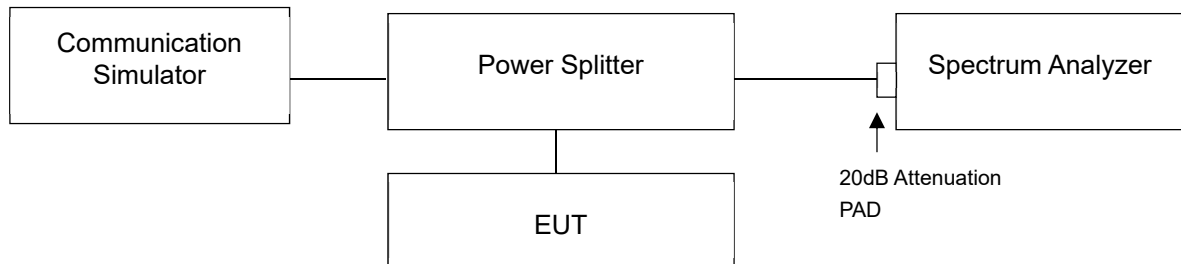 Communication
Simulator
Power Splitter
Spectrum Analyzer
20dB Attenuation
PAD
EUT